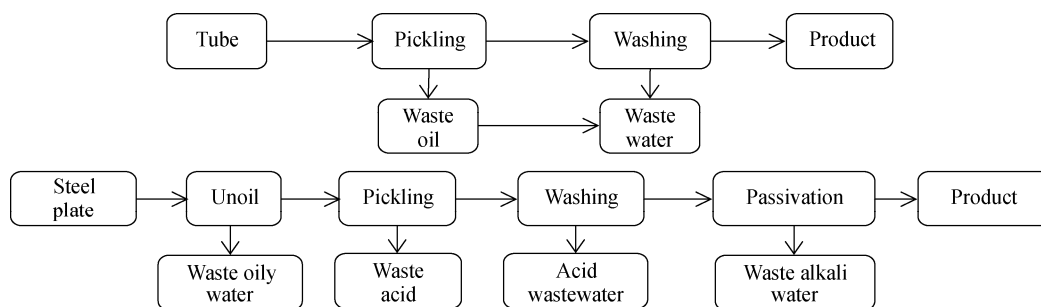 Tube
Pickling
Washing
Product
Waste
oil
Waste
water
Steel
plate
Unoil
Pickling
Washing
Passivation
Product
Waste oily
water
Waste
acid
Acid
wastewater
Waste alkali
water